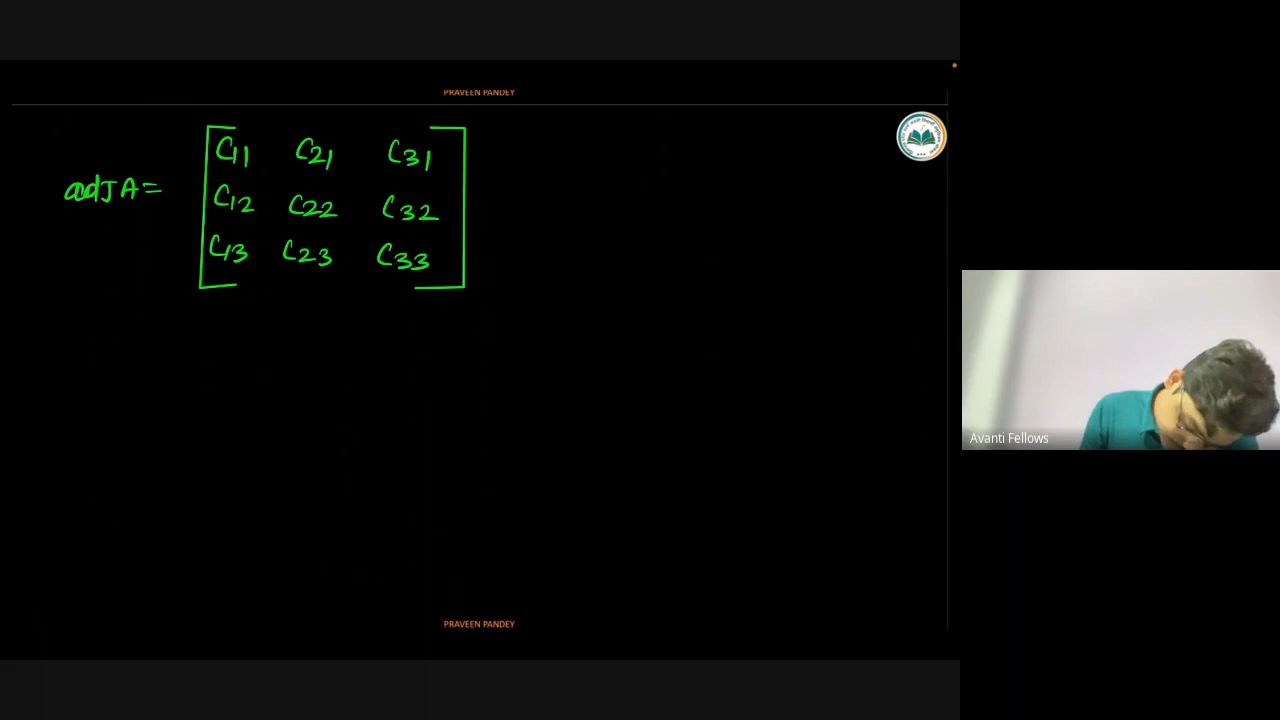 PRAVEEN PANDEY
adj A =
C11 C21 C31
C12 C22 C32
C13 C23 C33
Avanti Fellows
PRAVEEN PANDEY